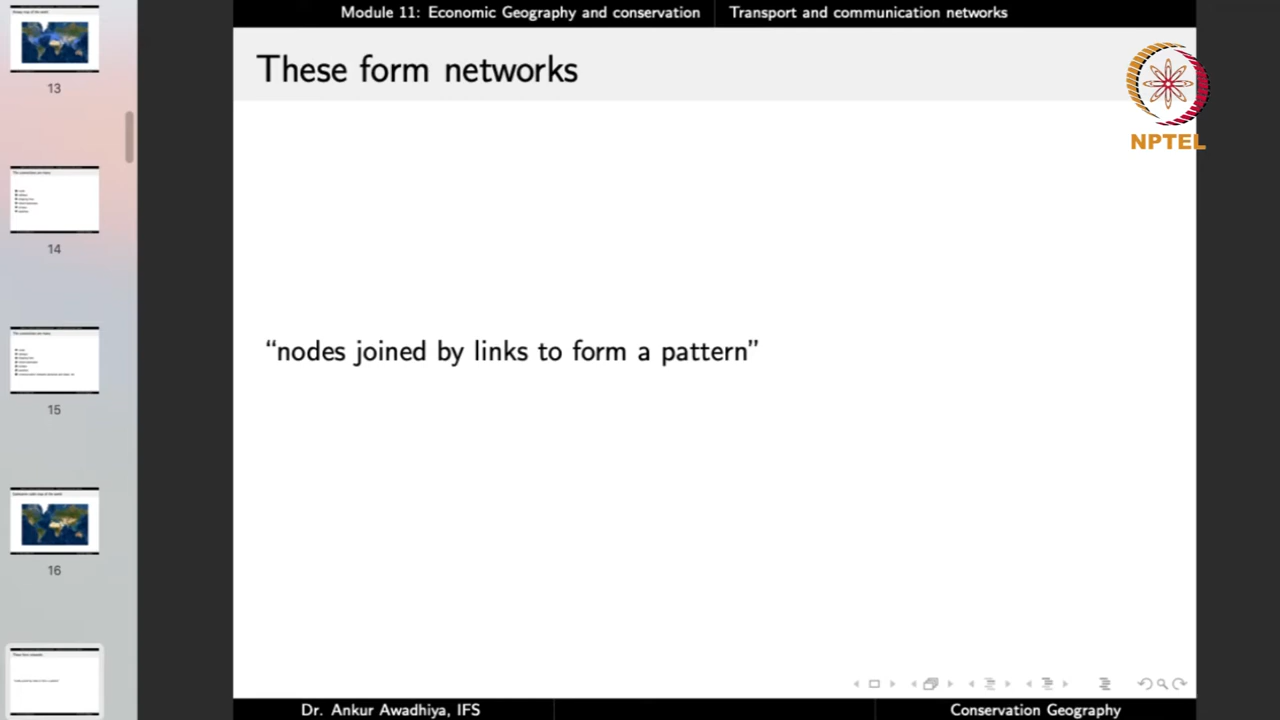 Module 11: Economic Geography and conservation Transport and communication networks
These form networks
NPTEL
"nodes joined by links to form a pattern"
13
14
15
16
Dr. Ankur Awadhiya, IFS Conservation Geography